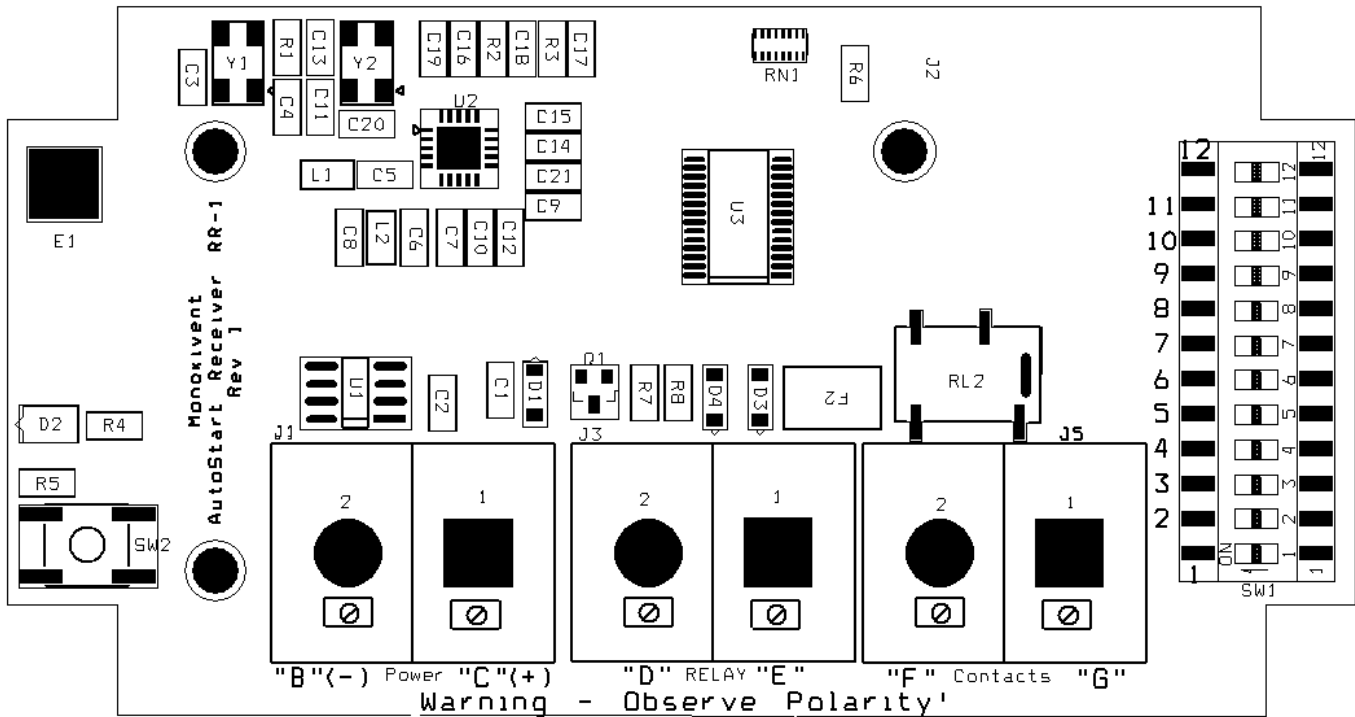 C3
Y1
R1
C13
Y2
C19
C16
R2
C18
R3
C17
RN1
R6
J2
C4
C11
C20
U2
C15
C14
C21
C9
L1
C5
C8
L2
C6
C7
C10
C12
U3
E1
Monokivent
AutoStart Receiver RR-1
Rev 1
12
11
10
9
8
7
6
5
4
3
2
1
12
11
10
9
8
7
6
5
4
3
2
1
12
1
ON
SW1
U1
C2
C1
D1
Q1
R7
R8
D4
D3
F2
RL2
D2
R4
R5
SW2
J1
2
1
J3
2
1
J5
2
1
"B"(-) Power "C"(+)
"D" RELAY "E"
"F" Contacts "G"
Warning - Observe Polarity'